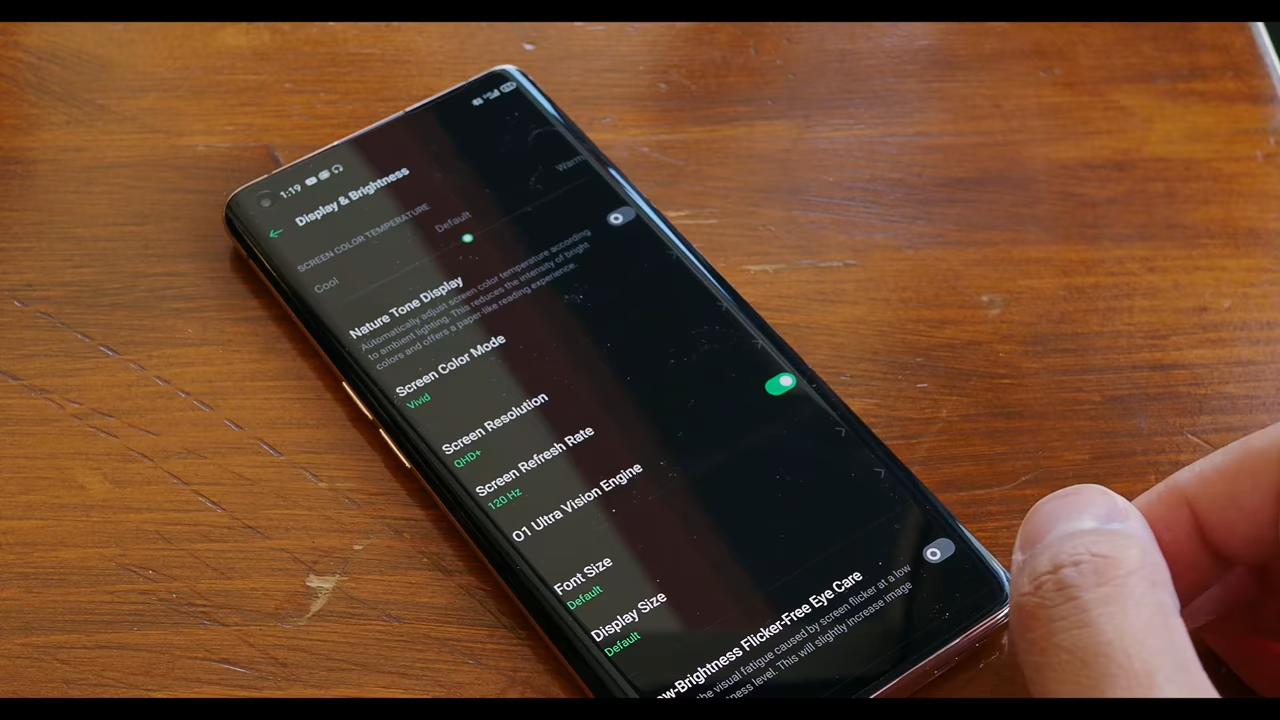 1:19
Display & Brightness
SCREEN COLOR TEMPERATURE
Cool
Default
Warm
Nature Tone Display
Automatically adjust screen color temperature according
to ambient lighting. This reduces the intensity of bright
colors and offers a paper-like reading experience.
Screen Color Mode
Vivid
Screen Resolution
QHD+
Screen Refresh Rate
120 Hz
O1 Ultra Vision Engine
Font Size
Default
Display Size
Default
w-Brightness Flicker-Free Eye Care
the visual fatigue caused by screen flicker at a low
ness level. This will slightly increase image